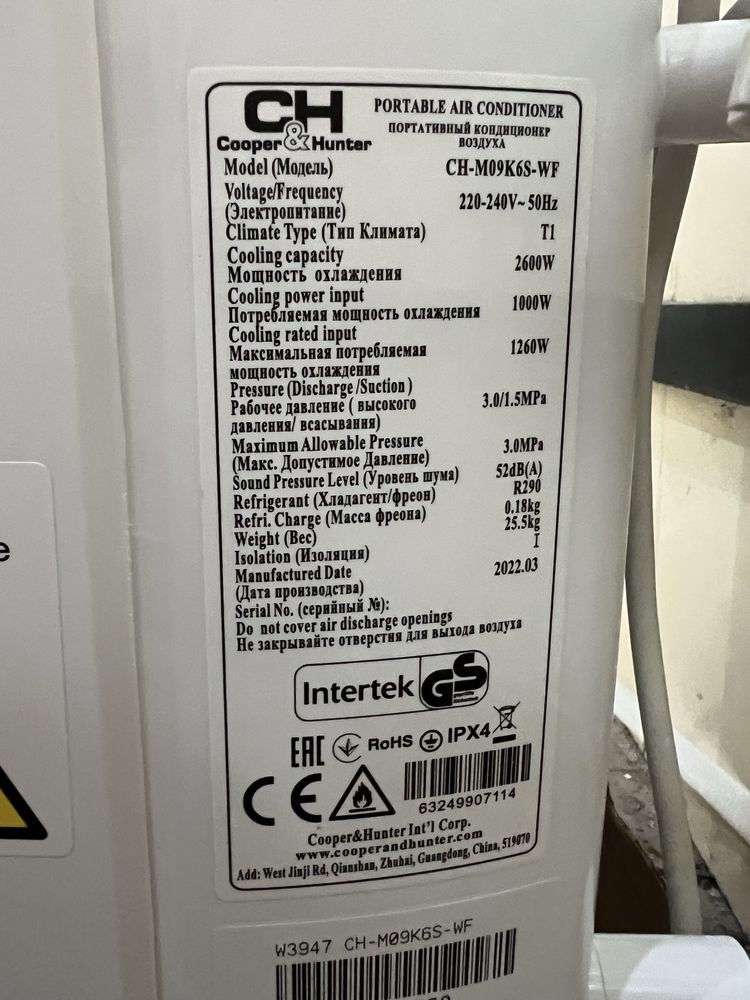 CH
Cooper&Hunter
PORTABLE AIR CONDITIONER
ПОРТАТИВНЫЙ КОНДИЦИОНЕР
ВОЗДУХА
Model (Модель) CH-M09K6S-WF
Voltage/Frequency
(Электропитание) 220-240V~ 50Hz
Climate Type (Тип Климата) T1
Cooling capacity
Мощность охлаждения 2600W
Cooling power input
Потребляемая мощность охлаждения 1000W
Cooling rated input
Максимальная потребляемая 1260W
мощность охлаждения
Pressure (Discharge /Suction )
Рабочее давление ( высокого 3.0/1.5MPa
давления/ всасывания)
Maximum Allowable Pressure
(Макс. Допустимое Давление) 3.0MPa
Sound Pressure Level (Уровень шума) 52dB(A)
Refrigerant (Хладагент/фреон) R290
Refri. Charge (Масса фреона) 0.18kg
Weight (Вес) 25.5kg
Isolation (Изоляция) I
Manufactured Date 2022.03
(Дата производства)
Serial No. (серийный №):
Do not cover air discharge openings
Не закрывайте отверстия для выхода воздуха
Intertek GS
EAC RoHS IPX4
CE
63249907114
Cooper&Hunter Int'l Corp.
www.cooperandhunter.com
Add: West Jinji Rd, Qianshan, Zhuhai, Guangdong, China, 519070
W3947 CH-M09K6S-WF
e